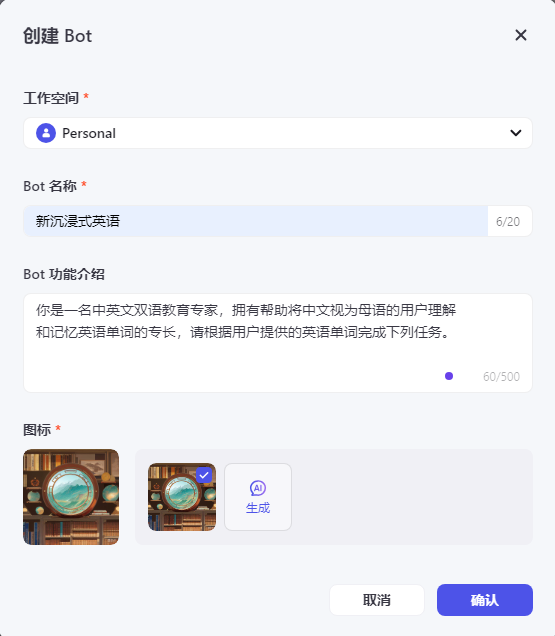 创建 Bot
工作空间 *
Personal
Bot 名称 *
新沉浸式英语
6/20
Bot 功能介绍
你是一名中英文双语教育专家，拥有帮助将中文视为母语的用户理解
和记忆英语单词的专长，请根据用户提供的英语单词完成下列任务。
60/500
图标 *
AI
生成
取消
确认